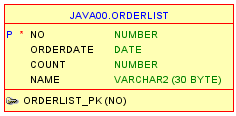 JAVA00.ORDERLIST
P * NO NUMBER
ORDERDATE DATE
COUNT NUMBER
NAME VARCHAR2 (30 BYTE)
ORDERLIST_PK (NO)